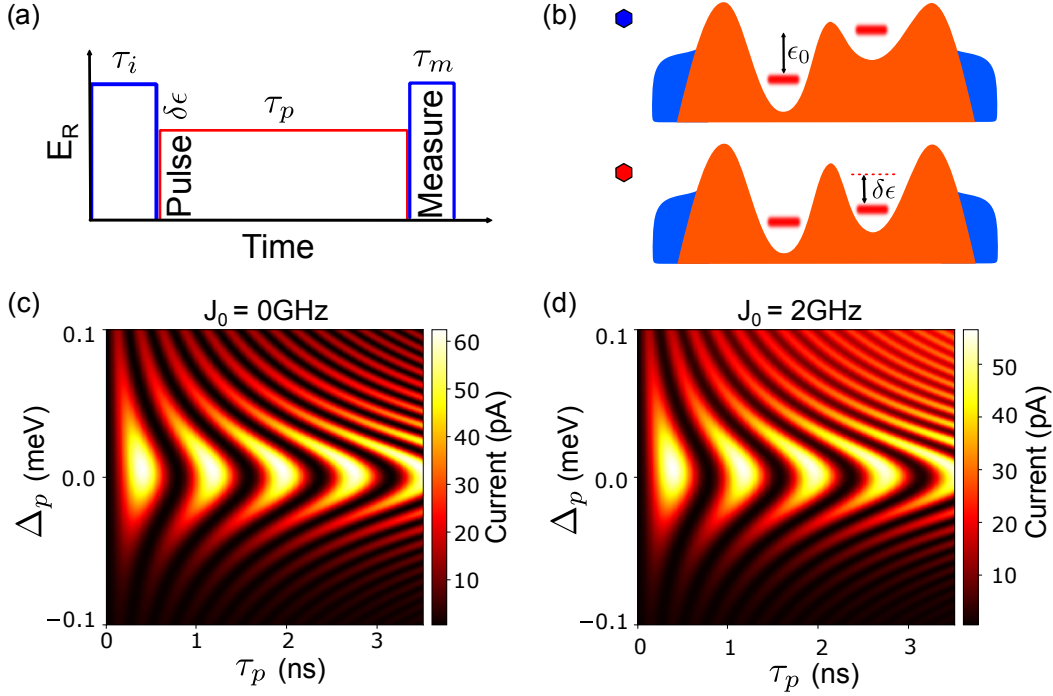 (a)
τ_i
δϵ
τ_p
τ_m
E_R
Pulse
Measure
Time
(b)
ϵ_0
δϵ
(c)
J_0 = 0GHz
0.1
0.0
−0.1
Δ_p (meV)
0
1
2
3
τ_p (ns)
60
50
40
30
20
10
Current (pA)
(d)
J_0 = 2GHz
0.1
0.0
−0.1
Δ_p (meV)
0
1
2
3
τ_p (ns)
50
40
30
20
10
Current (pA)